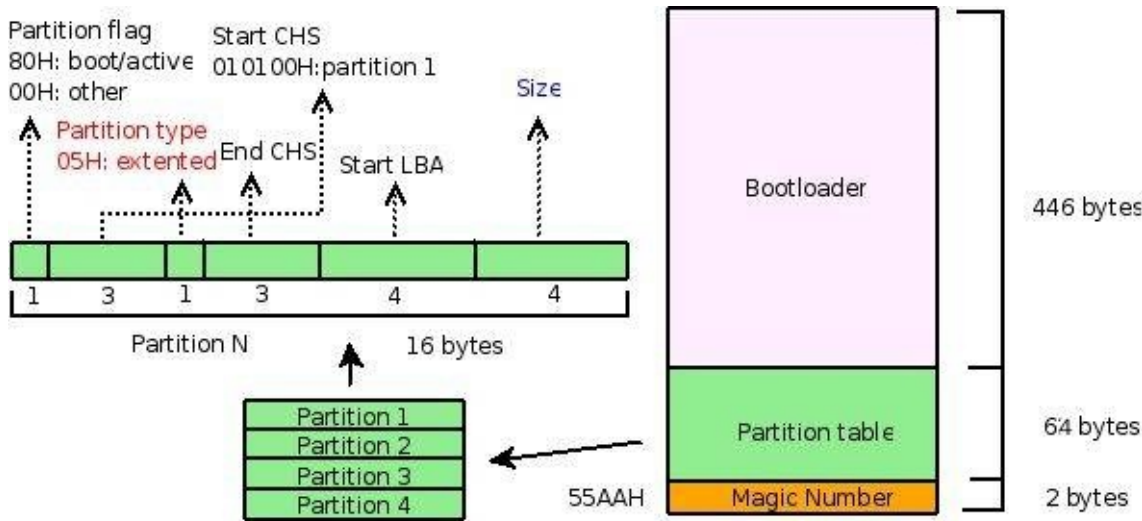 Partition flag
80H: boot/active
00H: other
Start CHS
010100H:partition 1
Size
Partition type
05H: extented
End CHS
Start LBA
1 3 1 3 4 4
Partition N 16 bytes
Partition 1
Partition 2
Partition 3
Partition 4
Bootloader
446 bytes
Partition table
64 bytes
55AAH
Magic Number
2 bytes